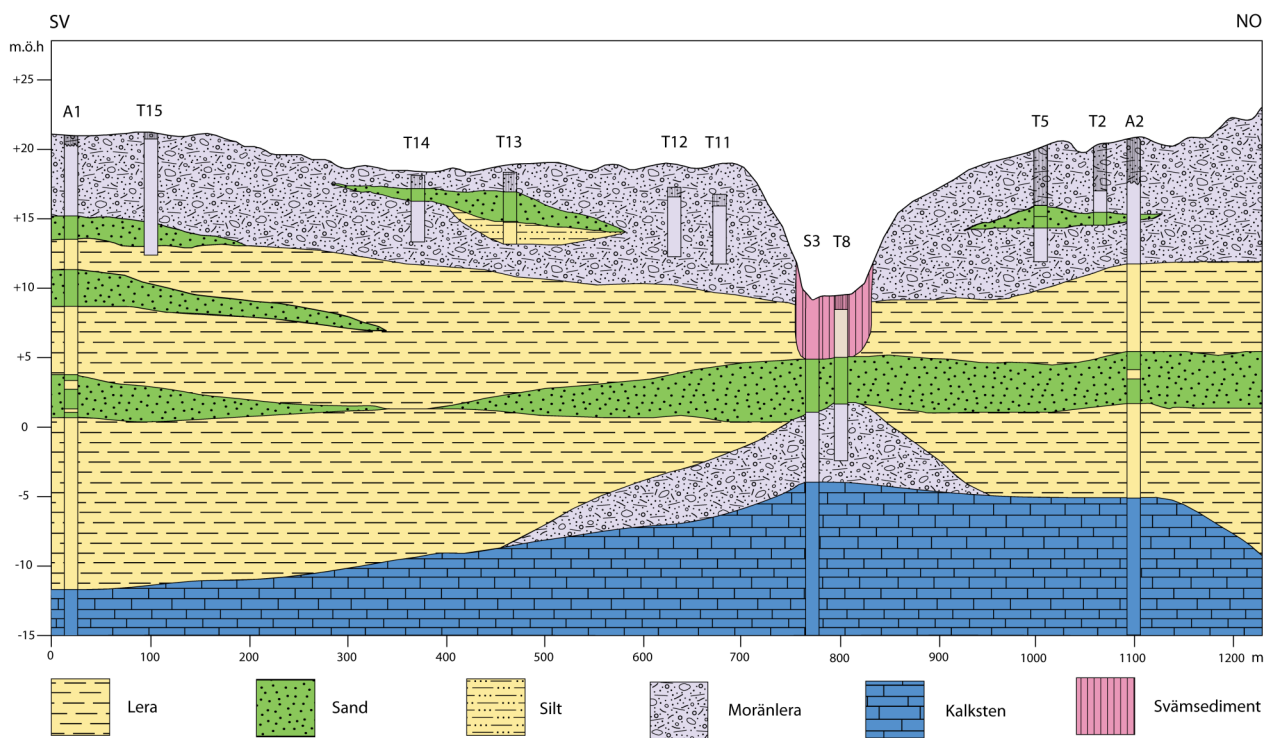 SV NO
m.ö.h
+25
+20
+15
+10
+5
0
-5
-10
-15
A1 T15 T14 T13 T12 T11 S3 T8 T5 T2 A2
0 100 200 300 400 500 600 700 800 900 1000 1100 1200 m
Lera Sand Silt Moränlera Kalksten Svämsediment